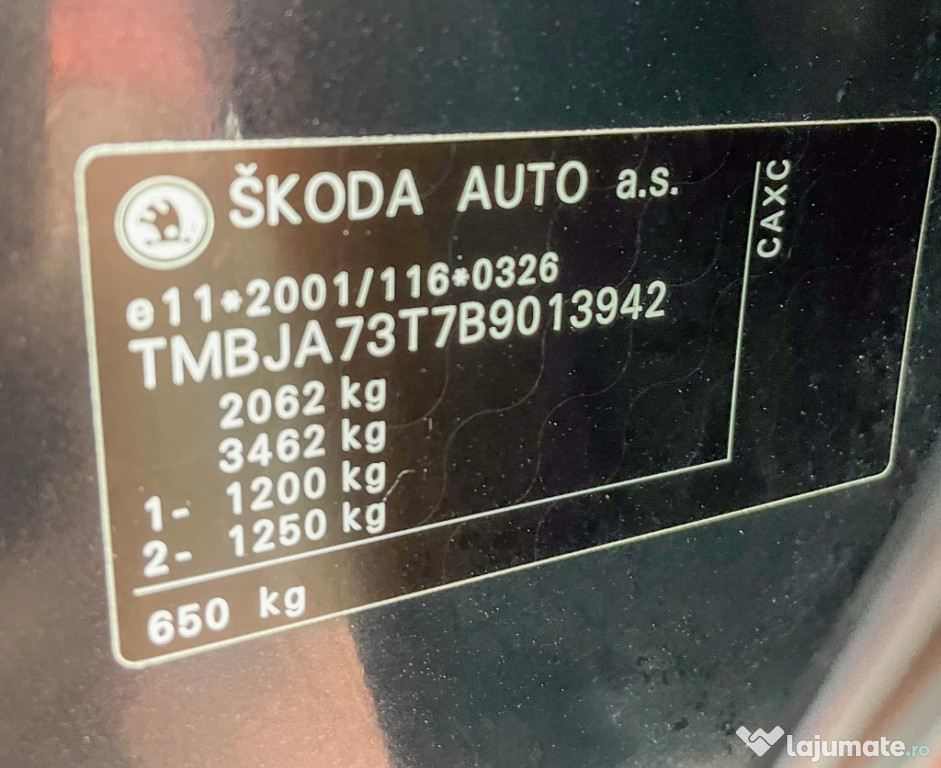 ŠKODA AUTO a.s.
CAXC
e11*2001/116*0326
TMBJA73T7B9013942
2062 kg
3462 kg
1- 1200 kg
2- 1250 kg
650 kg
lajumate.ro